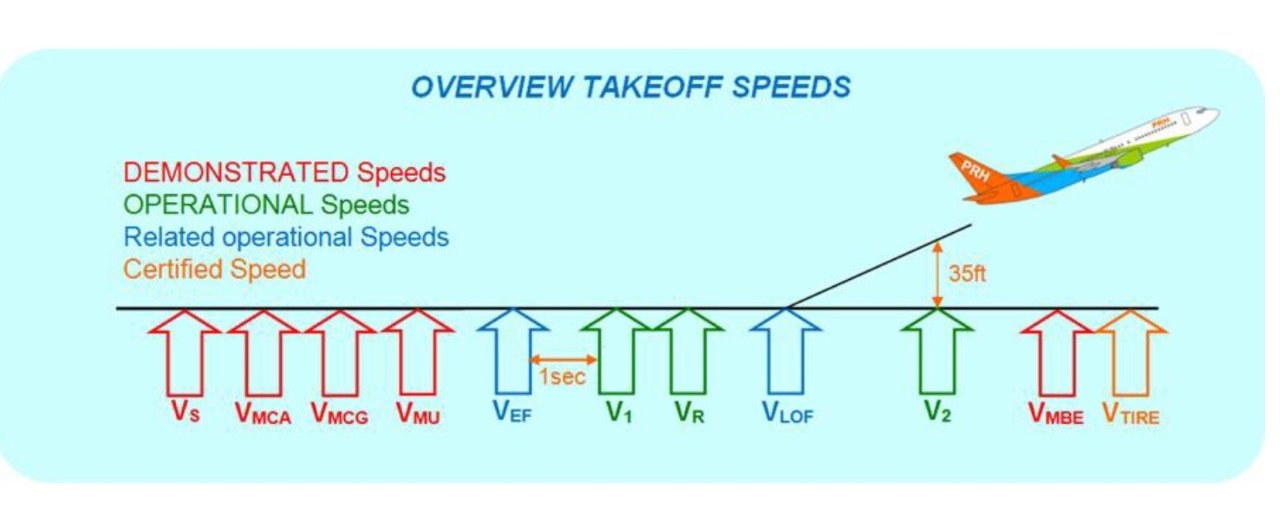 OVERVIEW TAKEOFF SPEEDS
PRH
PRH
DEMONSTRATED Speeds
OPERATIONAL Speeds
Related operational Speeds
Certified Speed
35ft
1sec
VS VMCA VMCG VMU VEF V1 VR VLOF V2 VMBE VTIRE